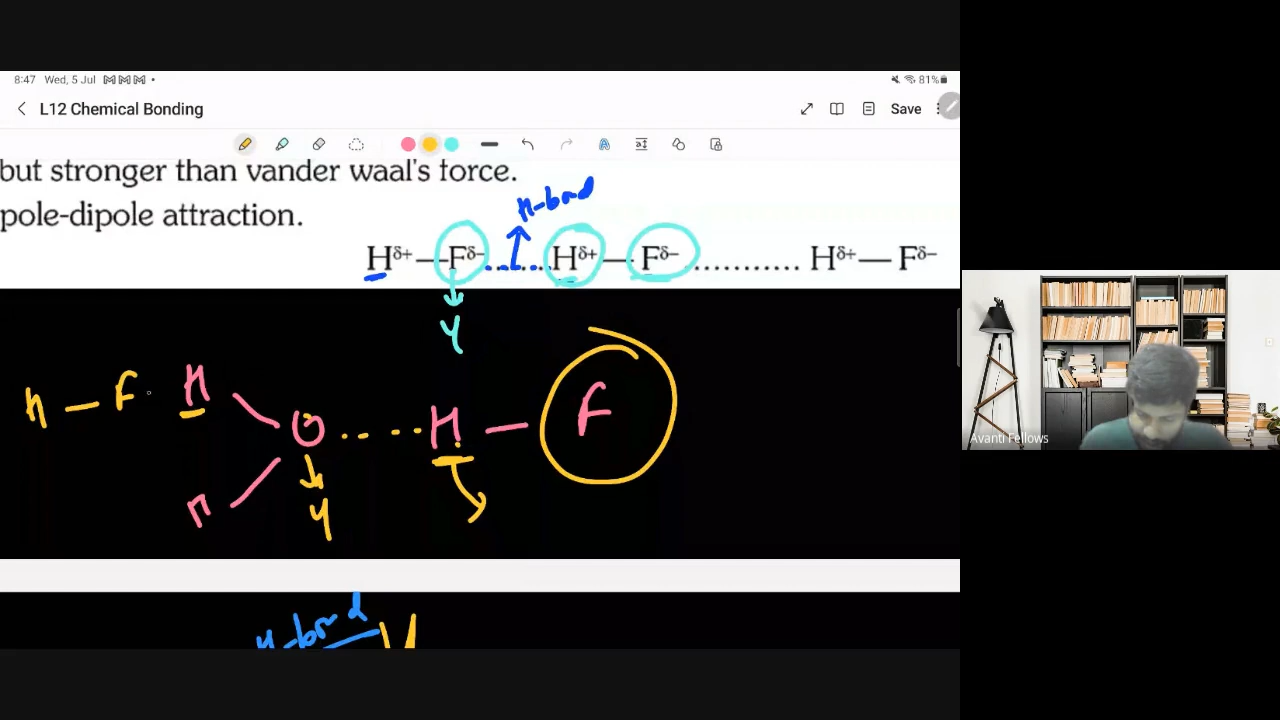 8:47 Wed, 5 Jul
81%
L12 Chemical Bonding
Save
but stronger than vander waal's force.
pole-dipole attraction.
H-bond
Hδ+—Fδ-.........Hδ+—Fδ-............Hδ+—Fδ-
y
H — F
H
O .... H — F
H
y
H-bond
Avanti Fellows